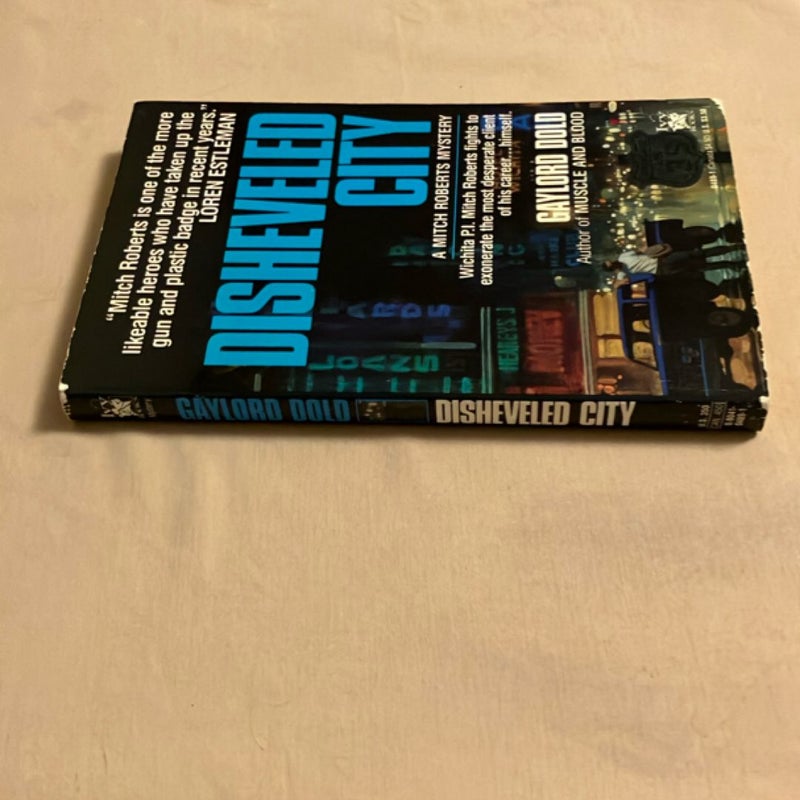 "Mitch Roberts is one of the more
likeable heroes who have taken up the
gun and plastic badge in recent years."
LOREN ESTLEMAN
DISHEVELED
CITY
A MITCH ROBERTS MYSTERY
Wichita P.I. Mitch Roberts fights to
exonerate the most desperate client
of his career...himself.
GAYLORD DOLD
Author of MUSCLE AND BLOOD
Ivy
LOANS
GAYLORD DOLD
DISHEVELED CITY